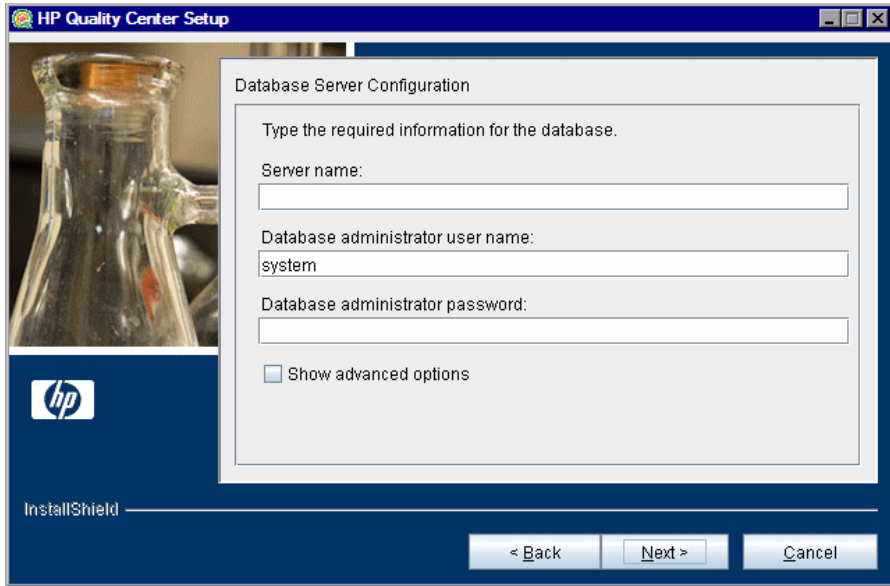 HP Quality Center Setup
Database Server Configuration
Type the required information for the database.
Server name:
Database administrator user name:
system
Database administrator password:
Show advanced options
hp
InstallShield
< Back
Next >
Cancel